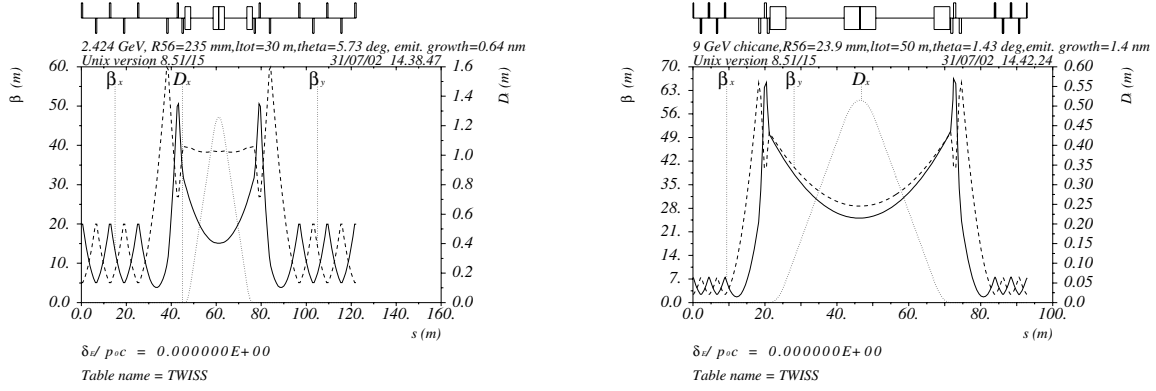 2.424 GeV, R56=235 mm,ltot=30 m,theta=5.73 deg, emit. growth=0.64 nm
Unix version 8.51/15 31/07/02 14.38.47
β (m)
60.
50.
40.
30.
20.
10.
0.0
βx Dx βy
1.6
1.4
1.2
1.0
0.8
0.6
0.4
0.2
0.0
Dx (m)
0.0 20. 40. 60. 80. 100. 120. 140. 160.
s (m)
δE/ p0c = 0.000000E+00
Table name = TWISS
9 GeV chicane,R56=23.9 mm,ltot=50 m,theta=1.43 deg,emit. growth=1.4 n
Unix version 8.51/15 31/07/02 14.42.24
β (m)
70.
63.
56.
49.
42.
35.
28.
21.
14.
7.
0.0
βx βy Dx
0.60
0.55
0.50
0.45
0.40
0.35
0.30
0.25
0.20
0.15
0.10
0.05
0.0
Dx (m)
0.0 20. 40. 60. 80. 100.
s (m)
δE/ p0c = 0.000000E+00
Table name = TWISS